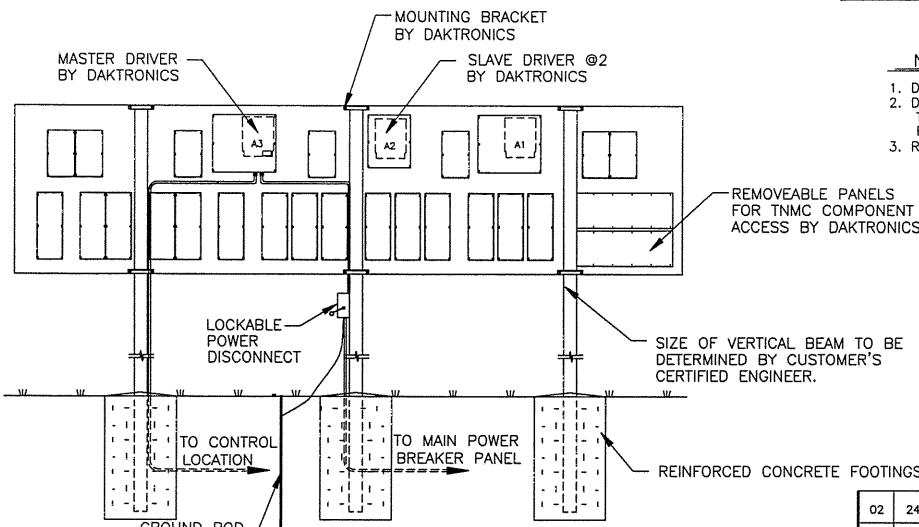 MOUNTING BRACKET
BY DAKTRONICS
MASTER DRIVER
BY DAKTRONICS
SLAVE DRIVER @2
BY DAKTRONICS
N
1. D
2. D
3. R
A3
A2
A1
REMOVEABLE PANELS
FOR TNMC COMPONENT
ACCESS BY DAKTRONICS
LOCKABLE
POWER
DISCONNECT
SIZE OF VERTICAL BEAM TO BE
DETERMINED BY CUSTOMER'S
CERTIFIED ENGINEER.
TO CONTROL
LOCATION
TO MAIN POWER
BREAKER PANEL
REINFORCED CONCRETE FOOTINGS
GROUND ROD
02 24